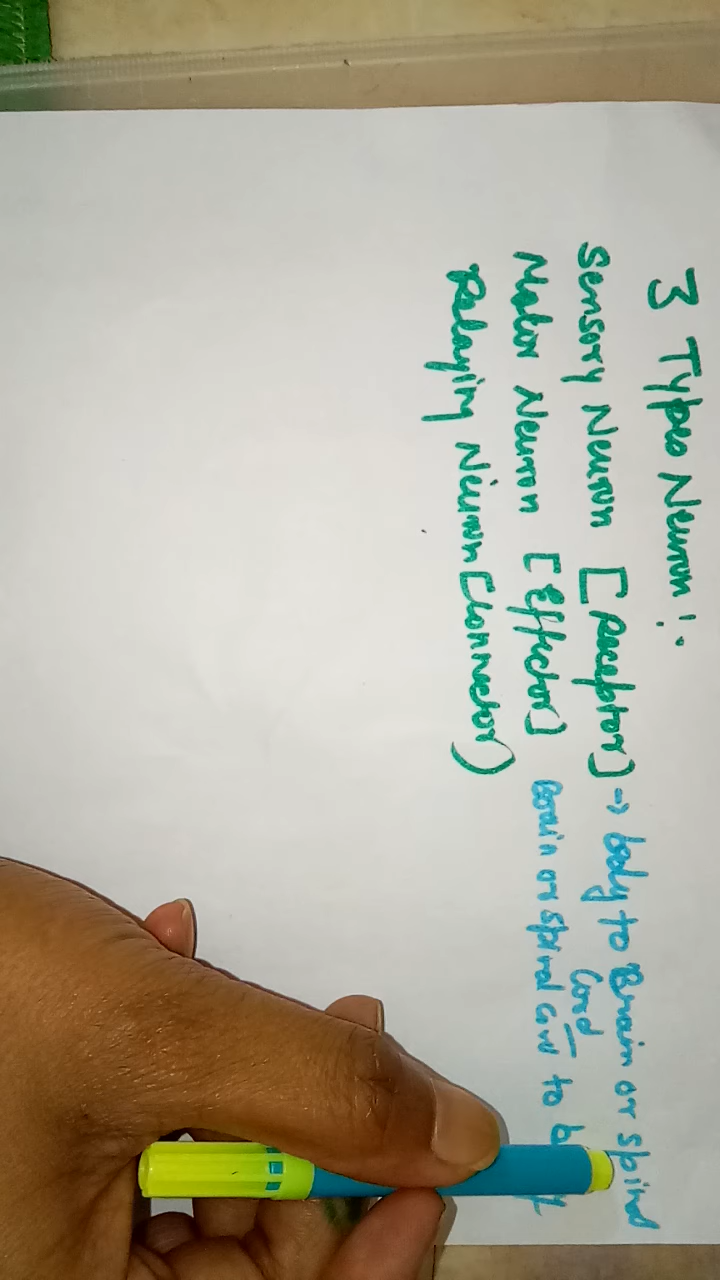 3 Types Neuron :-
Sensory Neuron [Receptor] → body to Brain or spinal
Cord
Motor Neuron [Effector] Brain or spinal Cord to
Relaying Neuron [Connector)